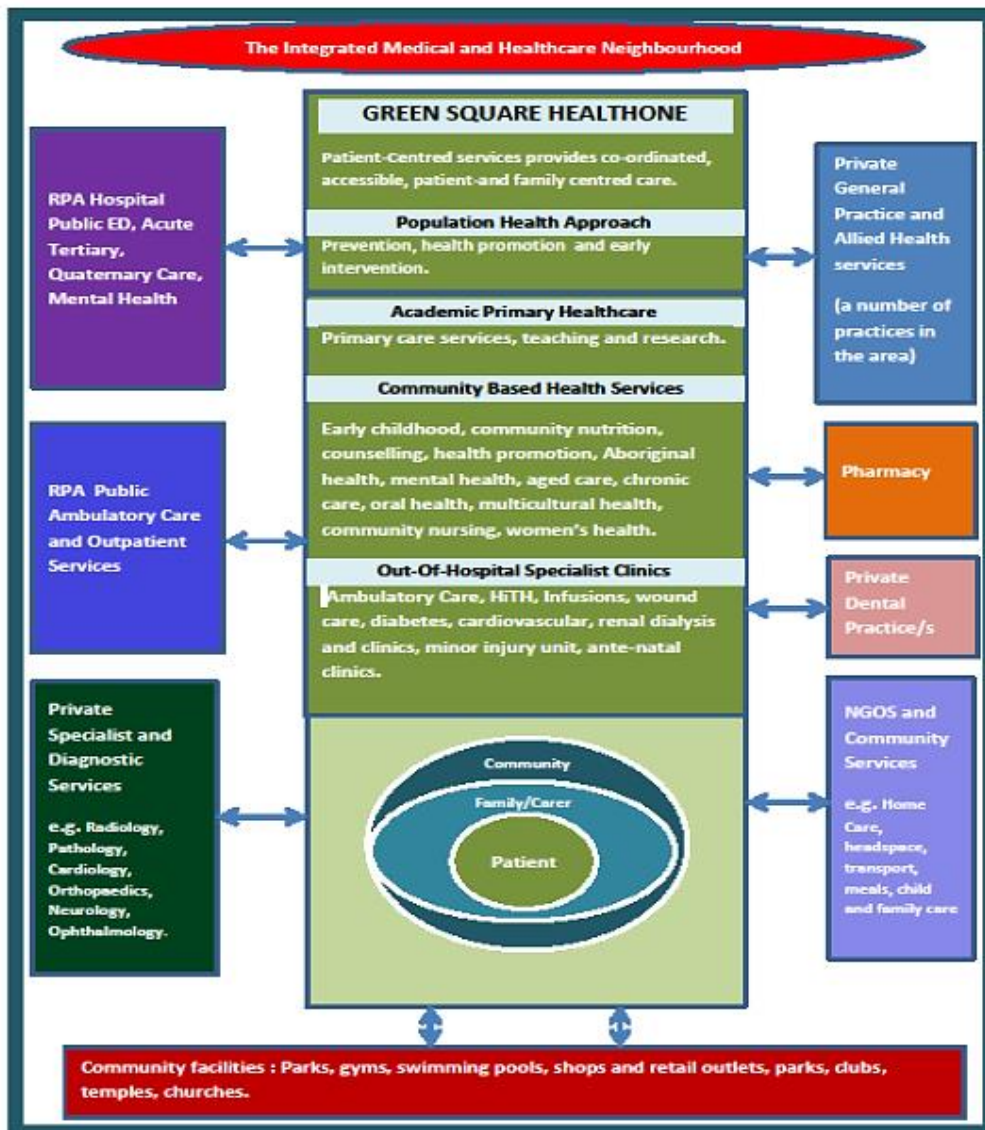 The Integrated Medical and Healthcare Neighbourhood
GREEN SQUARE HEALTHONE
Patient-Centred services provides co-ordinated,
accessible, patient-and family centred care.
Population Health Approach
Prevention, health promotion and early
intervention.
Academic Primary Healthcare
Primary care services, teaching and research.
Community Based Health Services
Early childhood, community nutrition,
counselling, health promotion, Aboriginal
health, mental health, aged care, chronic
care, oral health, multicultural health,
community nursing, women's health.
Out-Of-Hospital Specialist Clinics
Ambulatory Care, HiTH, Infusions, wound
care, diabetes, cardiovascular, renal dialysis
and clinics, minor injury unit, ante-natal
clinics.
Community
Family/Carer
Patient
RPA Hospital
Public ED, Acute
Tertiary,
Quaternary Care,
Mental Health
RPA Public
Ambulatory Care
and Outpatient
Services
Private
Specialist and
Diagnostic
Services
e.g. Radiology,
Pathology,
Cardiology,
Orthopaedics,
Neurology,
Ophthalmology.
Private
General
Practice and
Allied Health
services
(a number of
practices in
the area)
Pharmacy
Private
Dental
Practice/s
NGOS and
Community
Services
e.g. Home
Care,
headspace,
transport,
meals, child
and family care
Community facilities : Parks, gyms, swimming pools, shops and retail outlets, parks, clubs,
temples, churches.